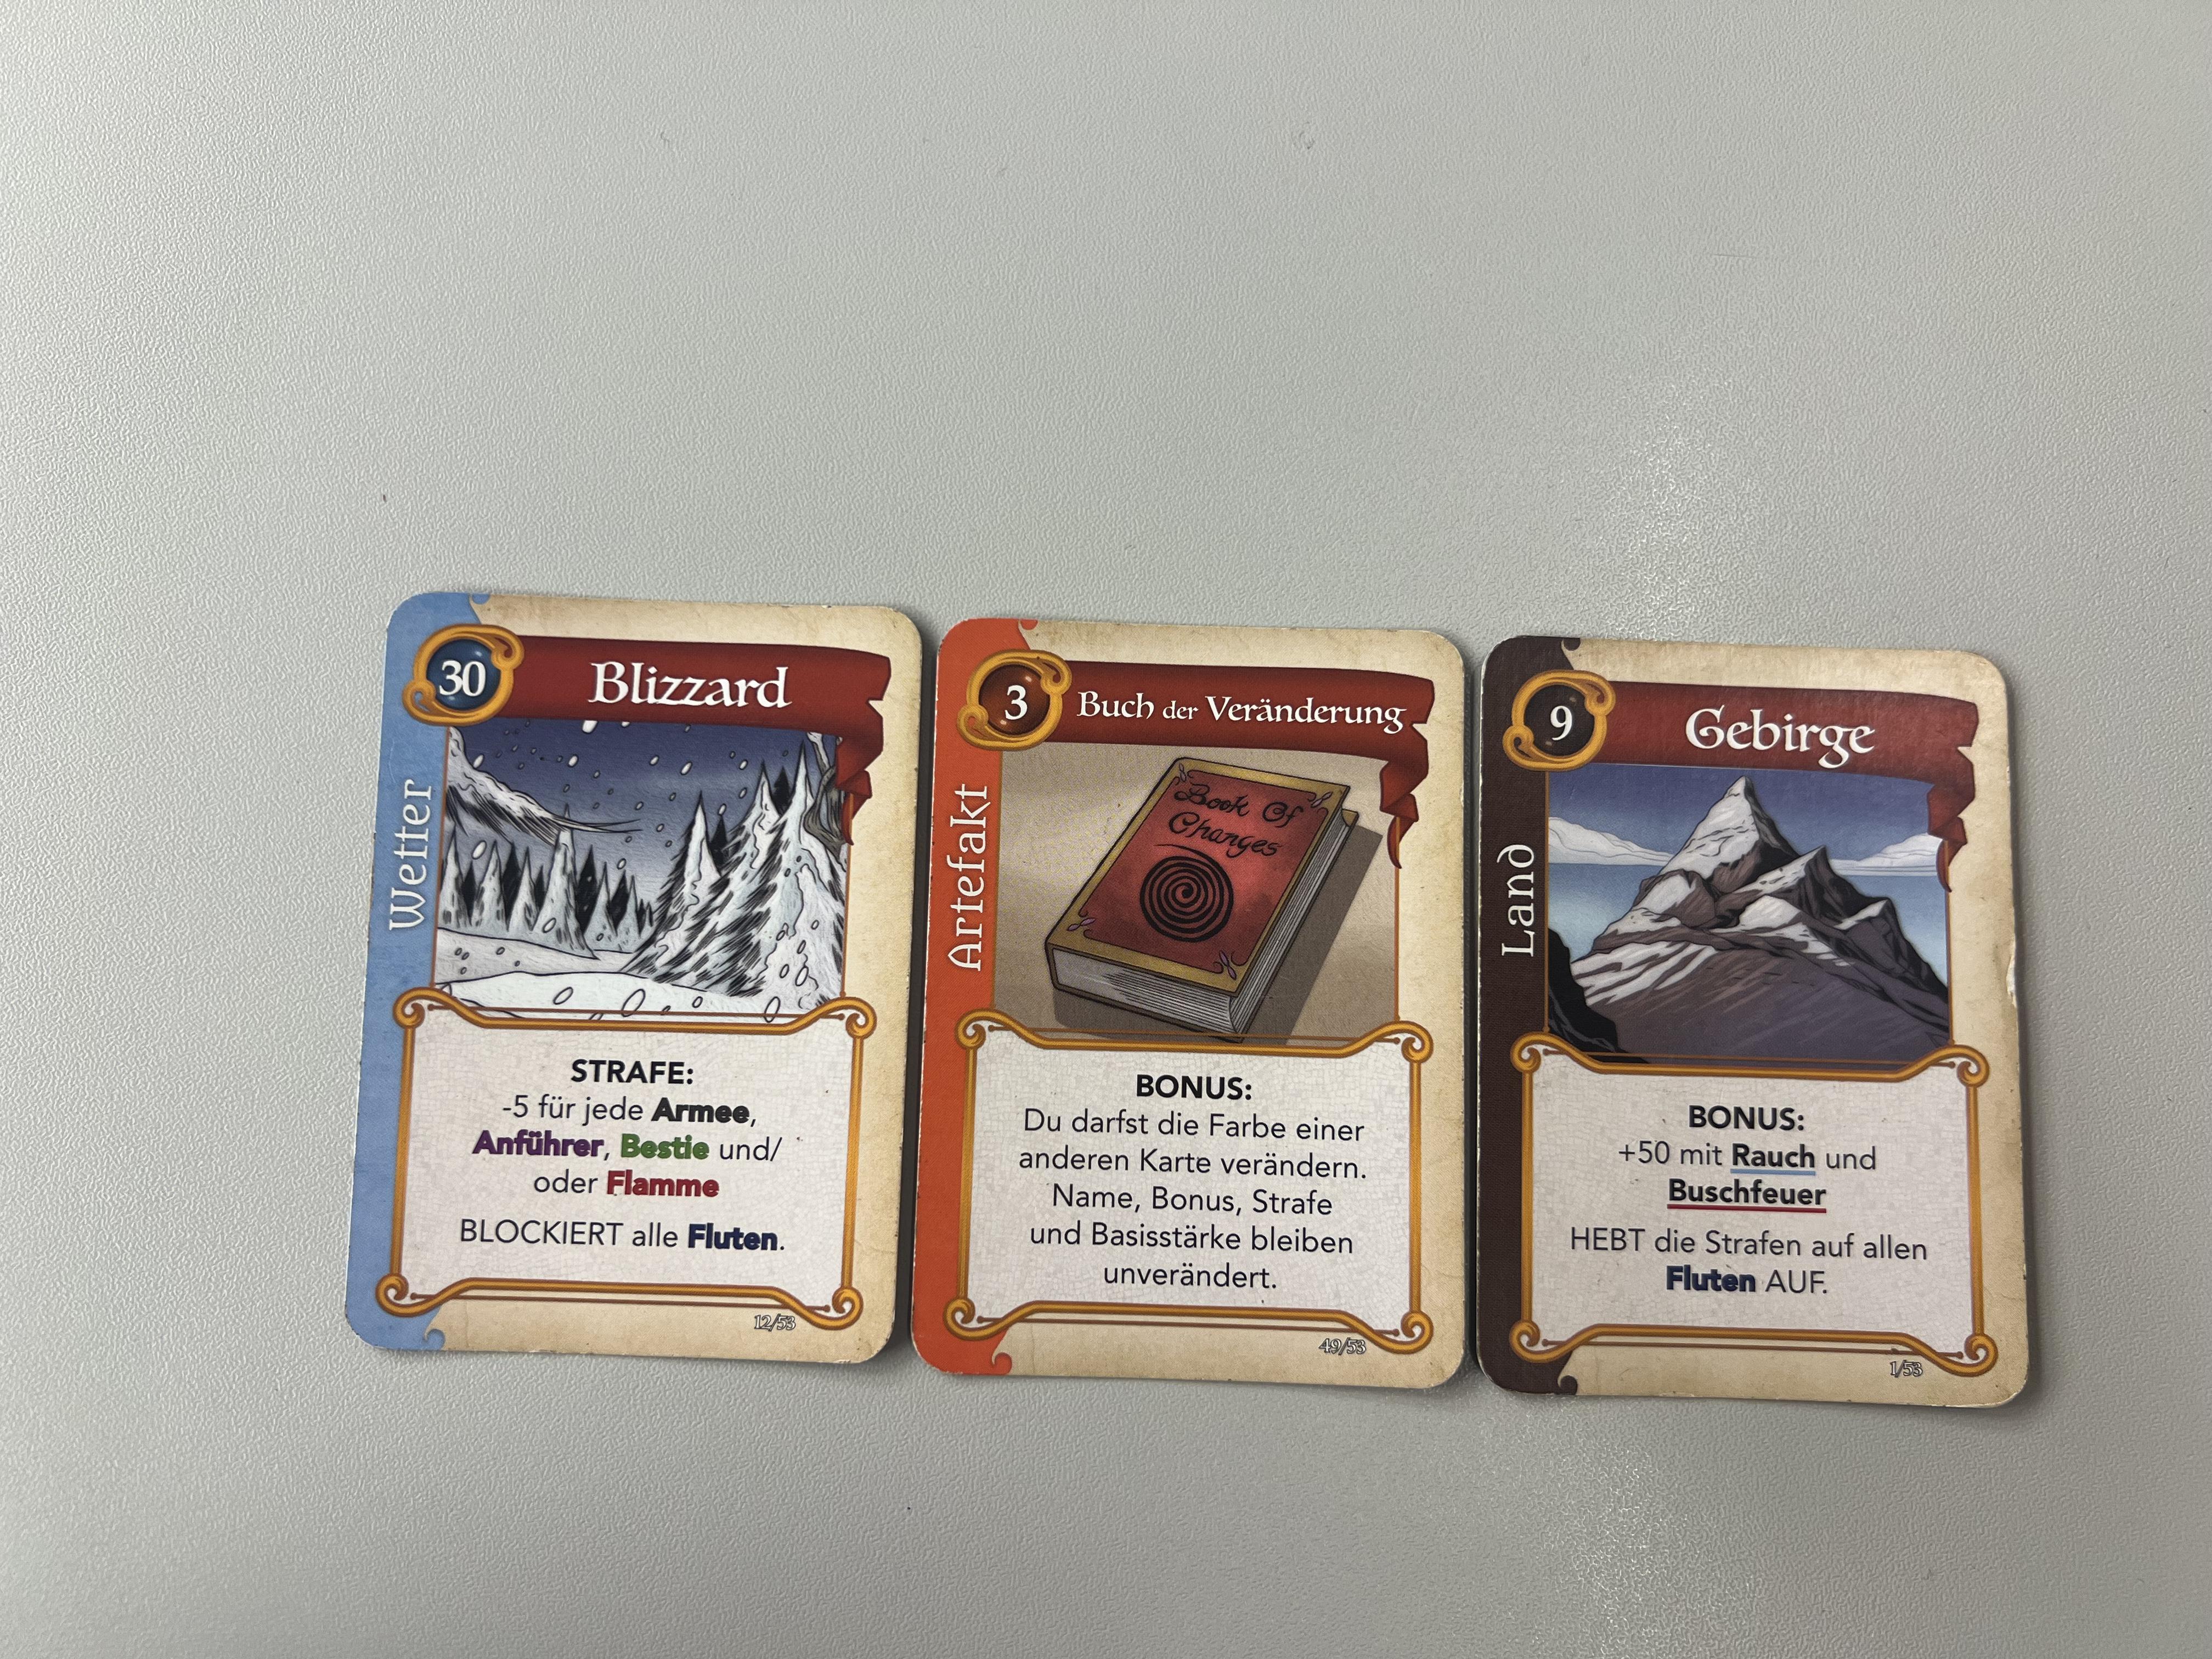 Wetter
30
Blizzard
STRAFE:
-5 für jede Armee,
Anführer, Bestie und/
oder Flamme
BLOCKIERT alle Fluten.
12/53
Artefakt
3
Buch der Veränderung
Book Of
Changes
BONUS:
Du darfst die Farbe einer
anderen Karte verändern.
Name, Bonus, Strafe
und Basisstärke bleiben
unverändert.
49/53
Land
9
Gebirge
BONUS:
+50 mit Rauch und
Buschfeuer
HEBT die Strafen auf allen
Fluten AUF.
1/53